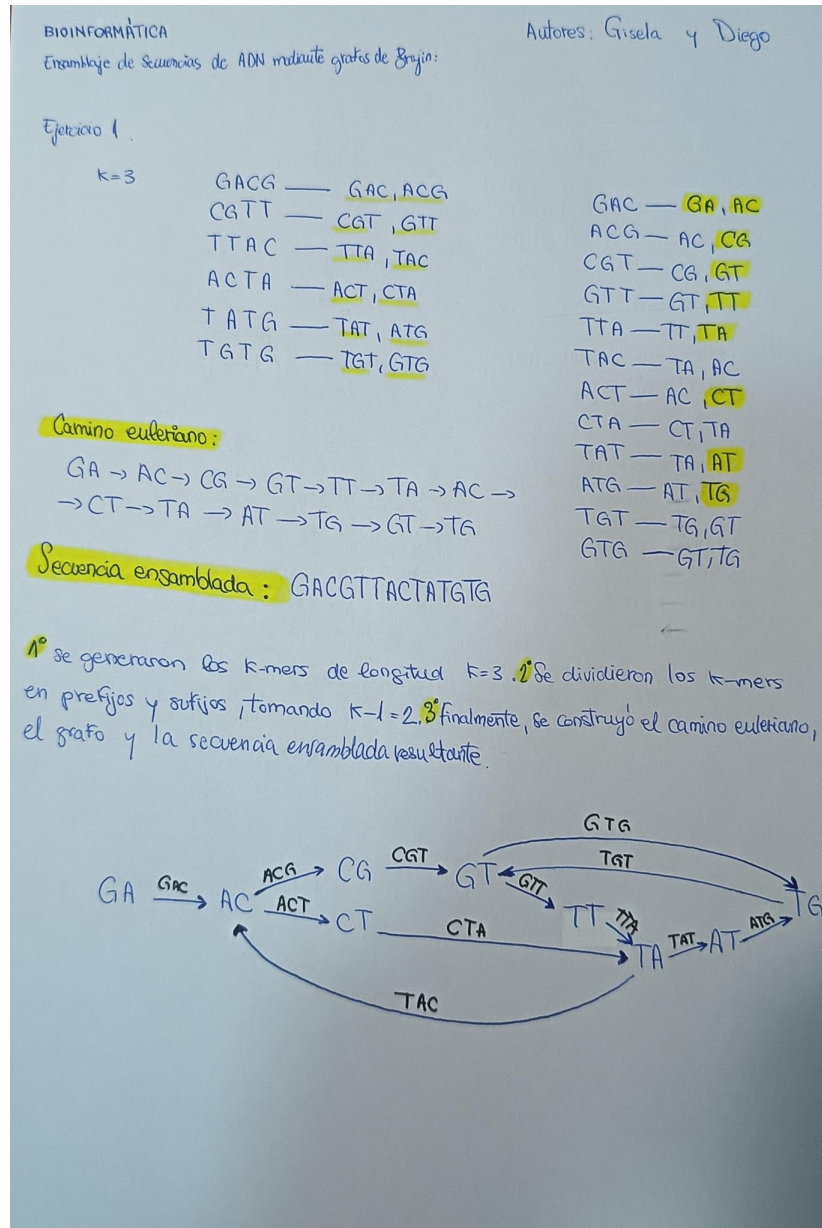 BIOINFORMÁTICA
Autores: Gisela y Diego
Ensamblaje de Secuencias de ADN mediante grafos de Bruijn:
Ejercicio 1.
K=3
GACG — GAC, ACG
CGTT — CGT, GTT
TTAC — TTA, TAC
ACTA — ACT, CTA
TATG — TAT, ATG
TGTG — TGT, GTG
GAC — GA, AC
ACG — AC, CG
CGT — CG, GT
GTT — GT, TT
TTA — TT, TA
TAC — TA, AC
ACT — AC, CT
CTA — CT, TA
TAT — TA, AT
ATG — AT, TG
TGT — TG, GT
GTG — GT, TG
Camino euleriano:
GA → AC → CG → GT → TT → TA → AC →
→ CT → TA → AT → TG → GT → TG
Secuencia ensamblada: GACGTTACTATGTG
1º se generaron los K-mers de longitud K=3. 2º Se dividieron los K-mers
en prefijos y sufijos, tomando K-1=2. 3º finalmente, se construyó el camino euleriano,
el grafo y la secuencia ensamblada resultante.
GTG
TGT
GA GAC AC ACG CG CGT GT GTT TT TTA TA TAT AT ATG TG
ACT CT CTA
TAC